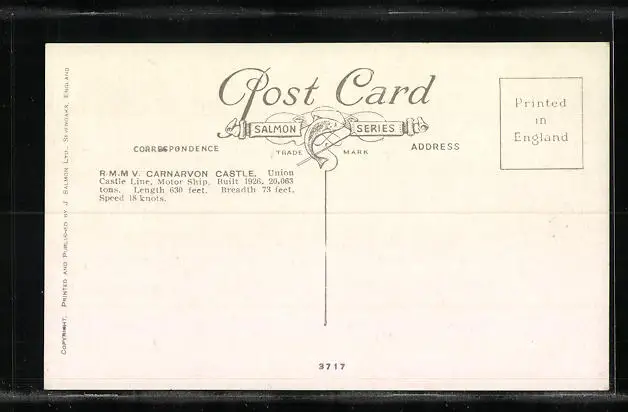 Post Card
SALMON SERIES
TRADE MARK
CORRESPONDENCE
ADDRESS
Printed
in
England
R·M·M V. CARNARVON CASTLE. Union
Castle Line, Motor Ship, Built 1926, 20,063
tons. Length 630 feet. Breadth 73 feet,
Speed 18 knots.
COPYRIGHT. PRINTED AND PUBLISHED BY J. SALMON LTD., SEVENOAKS, ENGLAND
3717